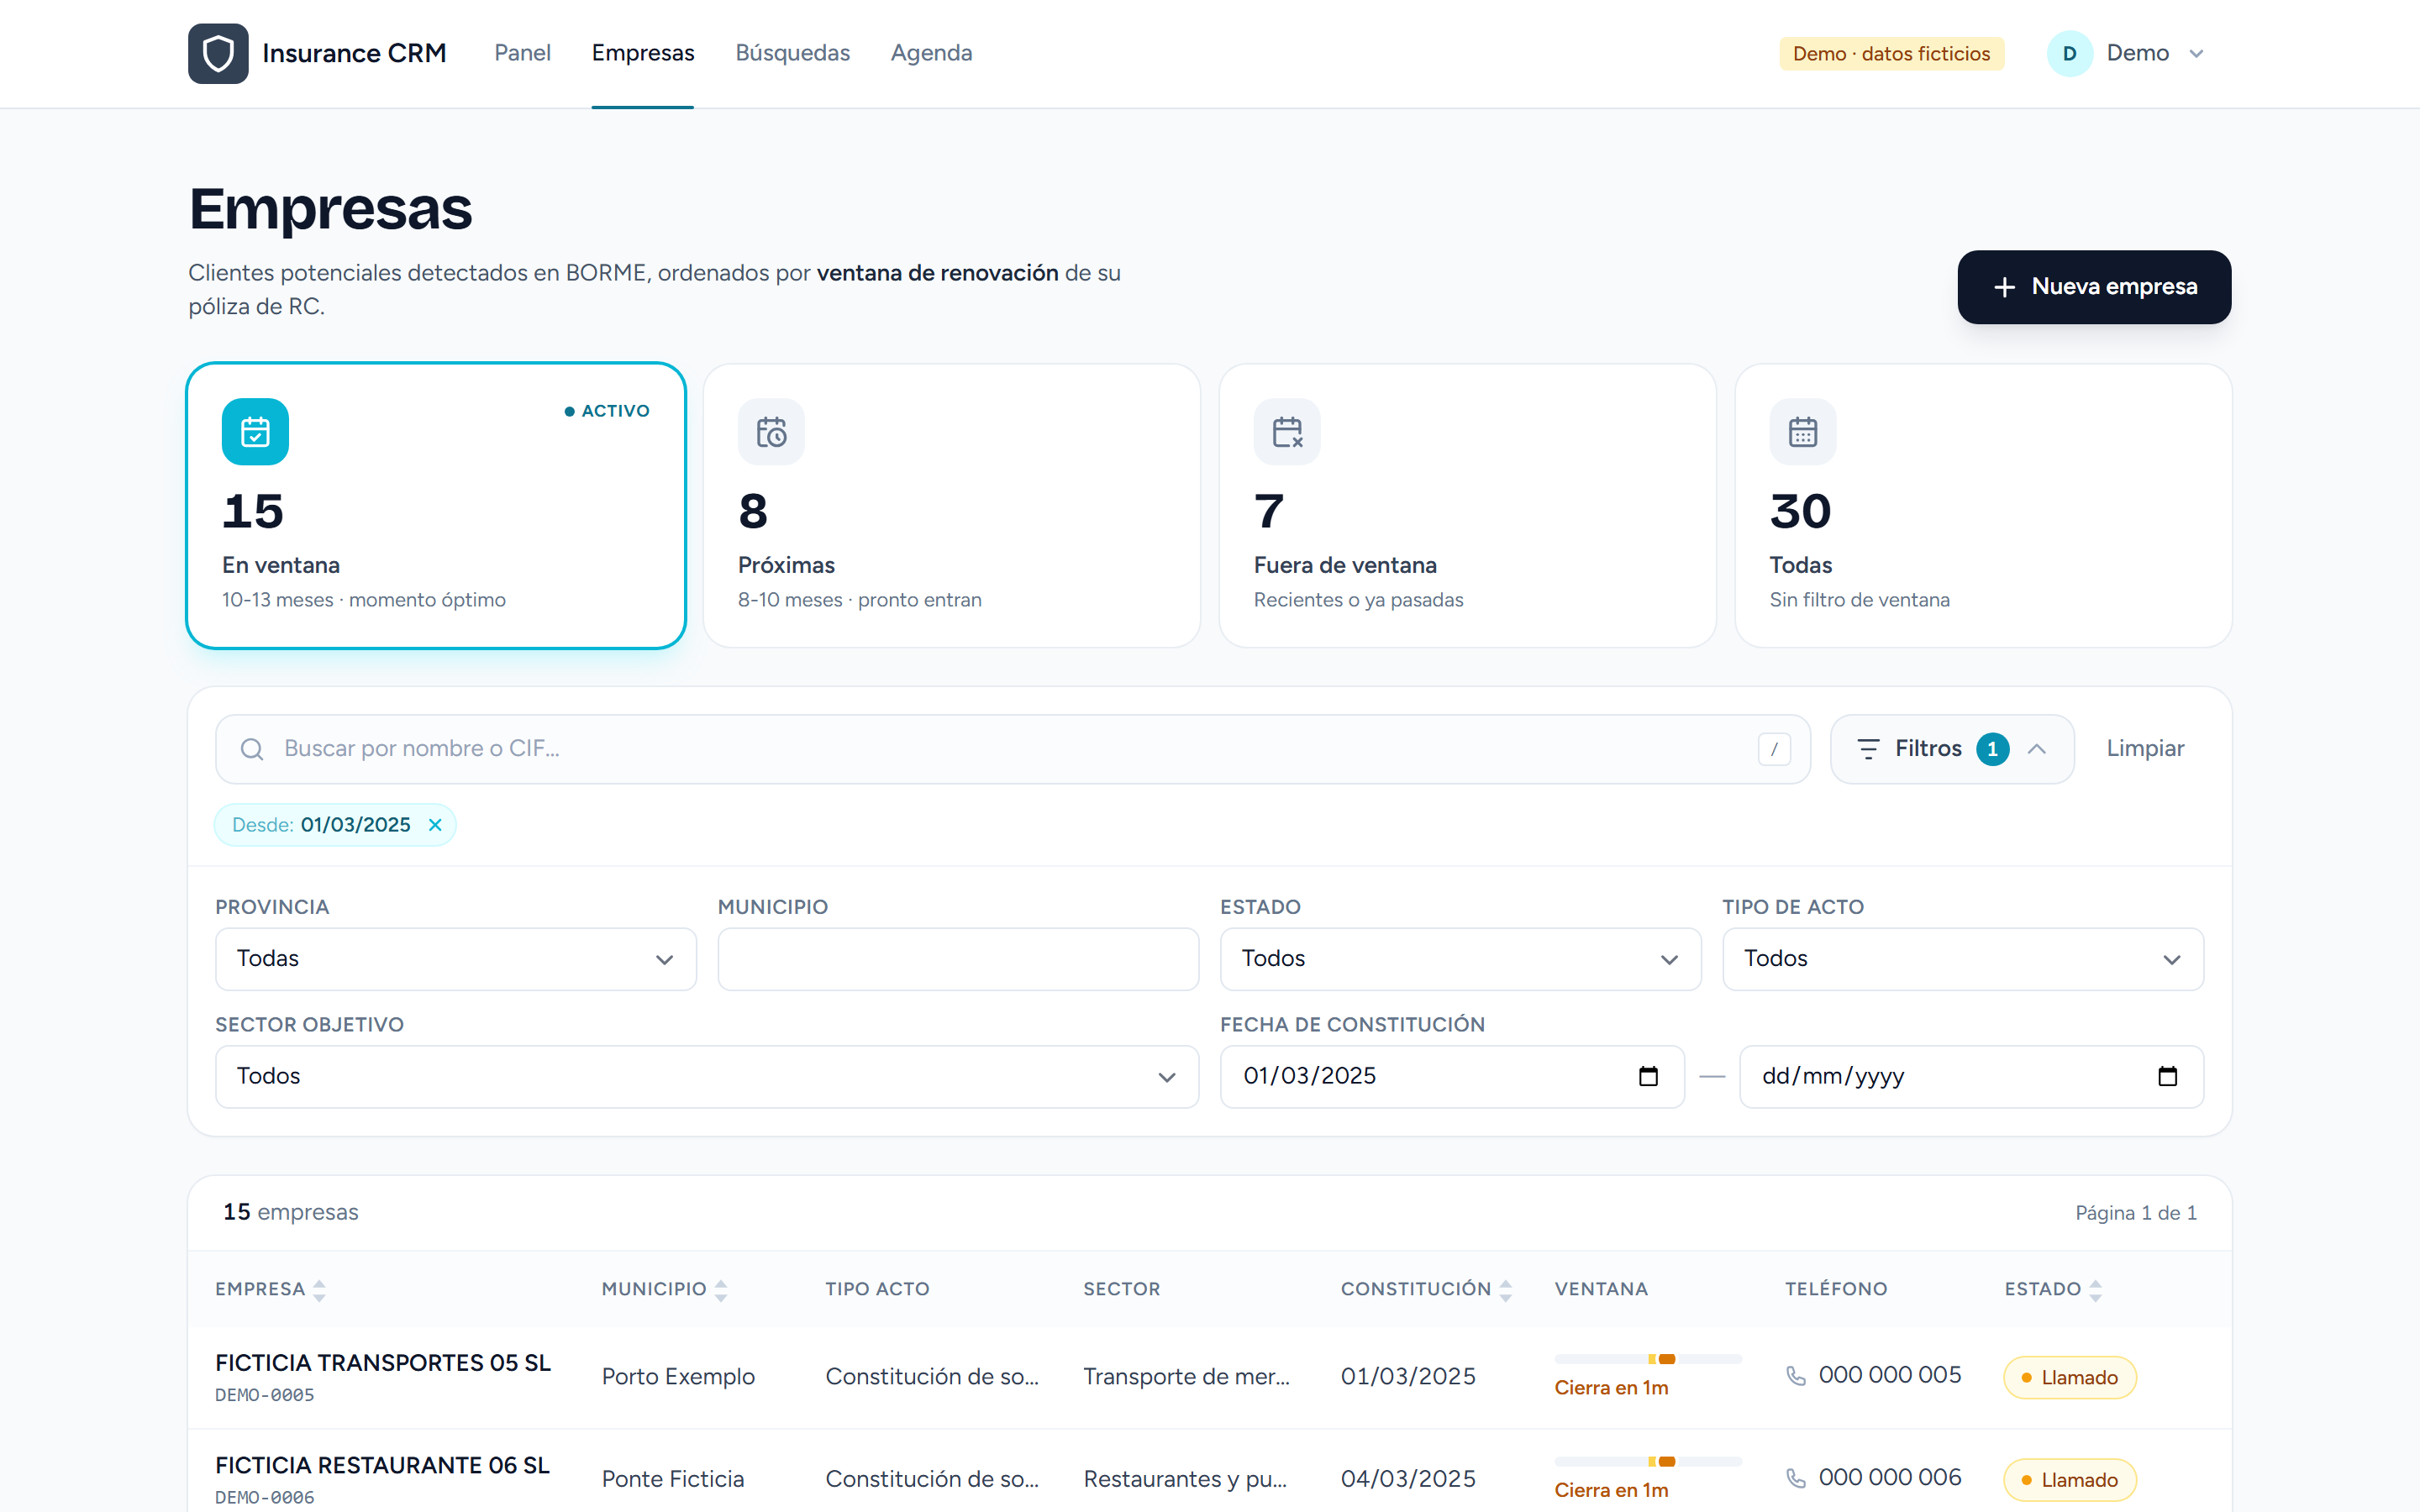 Insurance CRM
Panel
Empresas
Búsquedas
Agenda
Demo · datos ficticios
D
Demo
Empresas
Clientes potenciales detectados en BORME, ordenados por ventana de renovación de su
póliza de RC.
Nueva empresa
ACTIVO
15
En ventana
10-13 meses · momento óptimo
8
Próximas
8-10 meses · pronto entran
7
Fuera de ventana
Recientes o ya pasadas
30
Todas
Sin filtro de ventana
Buscar por nombre o CIF...
/
Filtros 1
Limpiar
Desde: 01/03/2025 ×
PROVINCIA
Todas
MUNICIPIO
ESTADO
Todos
TIPO DE ACTO
Todos
SECTOR OBJETIVO
Todos
FECHA DE CONSTITUCIÓN
01/03/2025 — dd/mm/yyyy
15 empresas
Página 1 de 1
EMPRESA MUNICIPIO TIPO ACTO SECTOR CONSTITUCIÓN VENTANA TELÉFONO ESTADO
FICTICIA TRANSPORTES 05 SL
DEMO-0005
Porto Exemplo
Constitución de so...
Transporte de mer...
01/03/2025
Cierra en 1m
000 000 005
Llamado
FICTICIA RESTAURANTE 06 SL
DEMO-0006
Ponte Ficticia
Constitución de so...
Restaurantes y pu...
04/03/2025
Cierra en 1m
000 000 006
Llamado